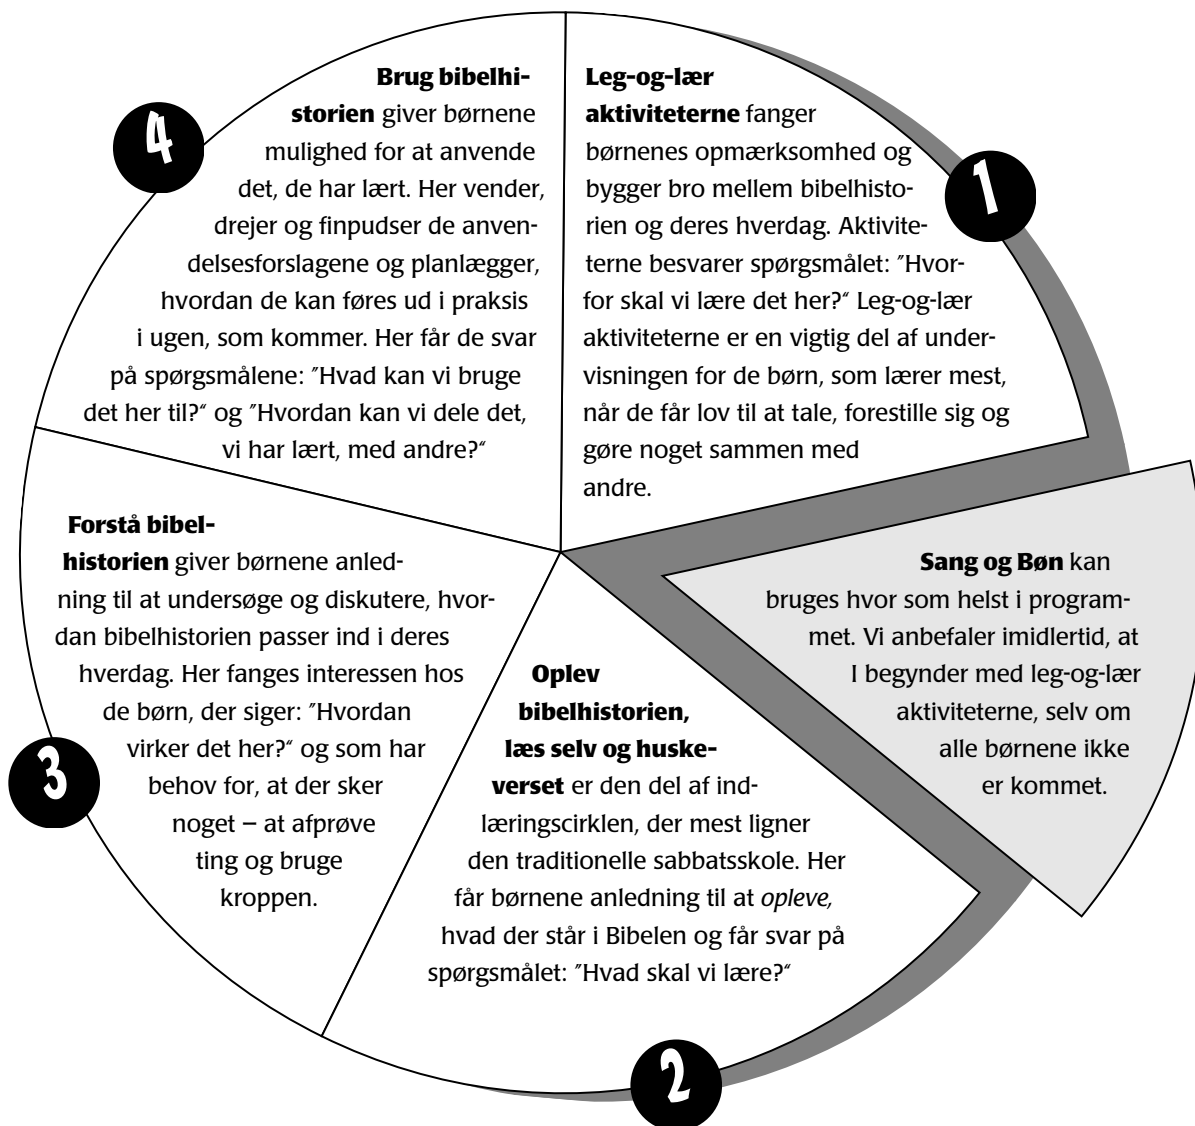 1
Leg-og-lær
aktiviteterne fanger
børnenes opmærksomhed og
bygger bro mellem bibelhisto-
rien og deres hverdag. Aktivite-
terne besvarer spørgsmålet: ”Hvor-
for skal vi lære det her?“ Leg-og-lær
aktiviteterne er en vigtig del af under-
visningen for de børn, som lærer mest,
når de får lov til at tale, forestille sig og
gøre noget sammen med
andre.
Sang og Bøn kan
bruges hvor som helst i program-
met. Vi anbefaler imidlertid, at
I begynder med leg-og-lær
aktiviteterne, selv om
alle børnene ikke
er kommet.
2
Oplev
bibelhistorien,
læs selv og huske-
verset er den del af ind-
læringscirklen, der mest ligner
den traditionelle sabbatsskole. Her
får børnene anledning til at opleve,
hvad der står i Bibelen og får svar på
spørgsmålet: ”Hvad skal vi lære?“
3
Forstå bibel-
historien giver børnene anled-
ning til at undersøge og diskutere, hvor-
dan bibelhistorien passer ind i deres
hverdag. Her fanges interessen hos
de børn, der siger: ”Hvordan
virker det her?“ og som har
behov for, at der sker
noget – at afprøve
ting og bruge
kroppen.
4
Brug bibelhi-
storien giver børnene
mulighed for at anvende
det, de har lært. Her vender,
drejer og finpudser de anven-
delsesforslagene og planlægger,
hvordan de kan føres ud i praksis
i ugen, som kommer. Her får de svar
på spørgsmålene: ”Hvad kan vi bruge
det her til?“ og ”Hvordan kan vi dele det,
vi har lært, med andre?“